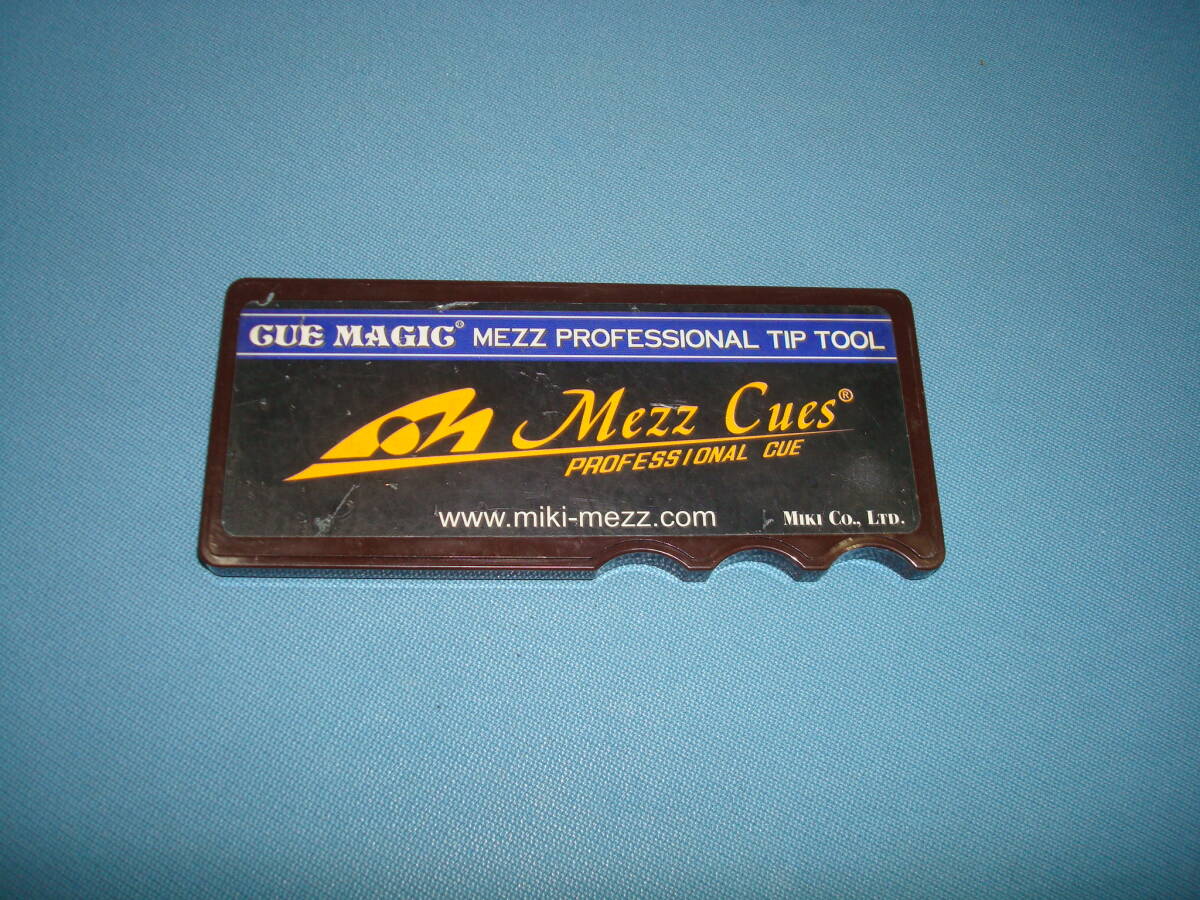 CUE MAGIC® MEZZ PROFESSIONAL TIP TOOL
Mezz Cues®
PROFESSIONAL CUE
www.miki-mezz.com
MIKI CO., LTD.